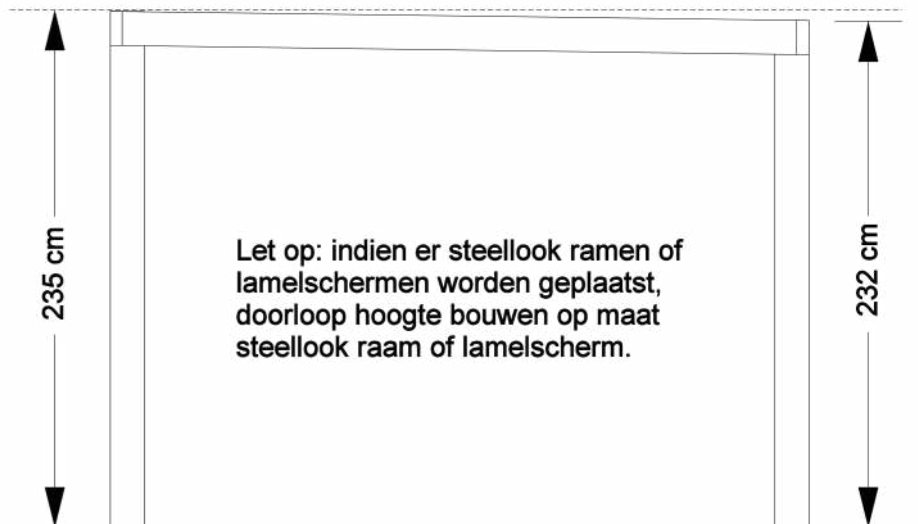 235 cm
Let op: indien er steellook ramen of
lamelschermen worden geplaatst,
doorloop hoogte bouwen op maat
steellook raam of lamelscherm.
232 cm